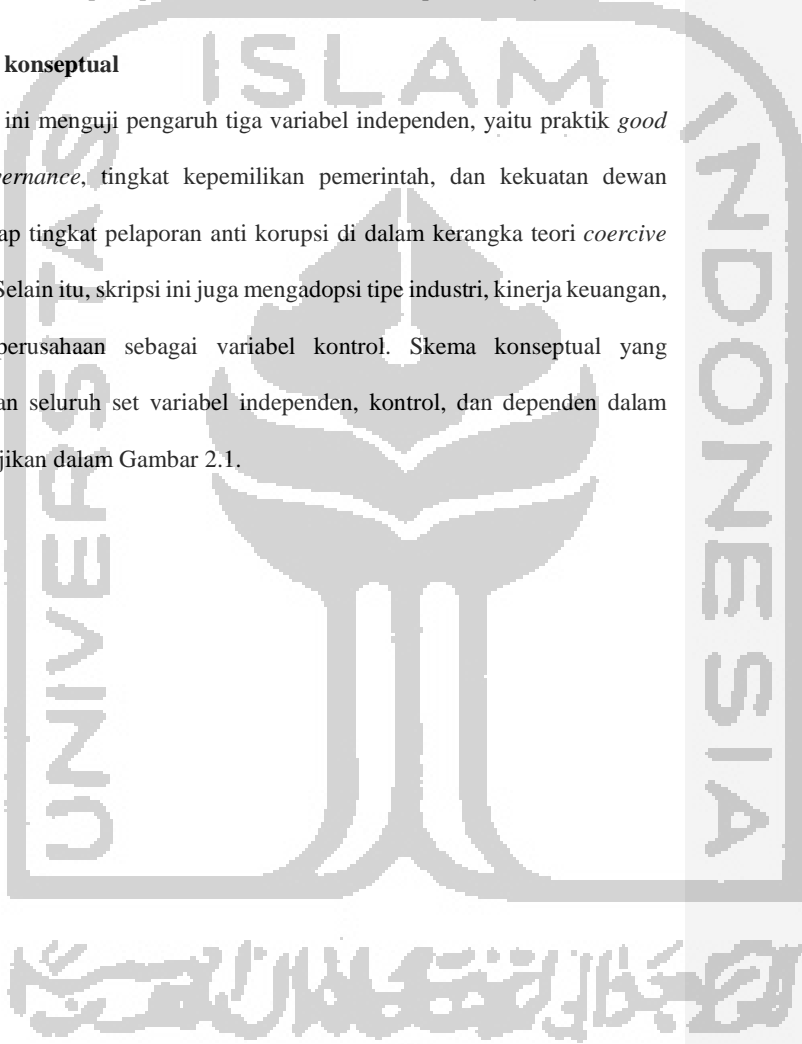 konseptual
ini menguji pengaruh tiga variabel independen, yaitu praktik good
vernance, tingkat kepemilikan pemerintah, dan kekuatan dewan
ap tingkat pelaporan anti korupsi di dalam kerangka teori coercive
Selain itu, skripsi ini juga mengadopsi tipe industri, kinerja keuangan,
perusahaan sebagai variabel kontrol. Skema konseptual yang
an seluruh set variabel independen, kontrol, dan dependen dalam
jikan dalam Gambar 2.1.
ISLAM
UNIVERSITAS
INDONESIA